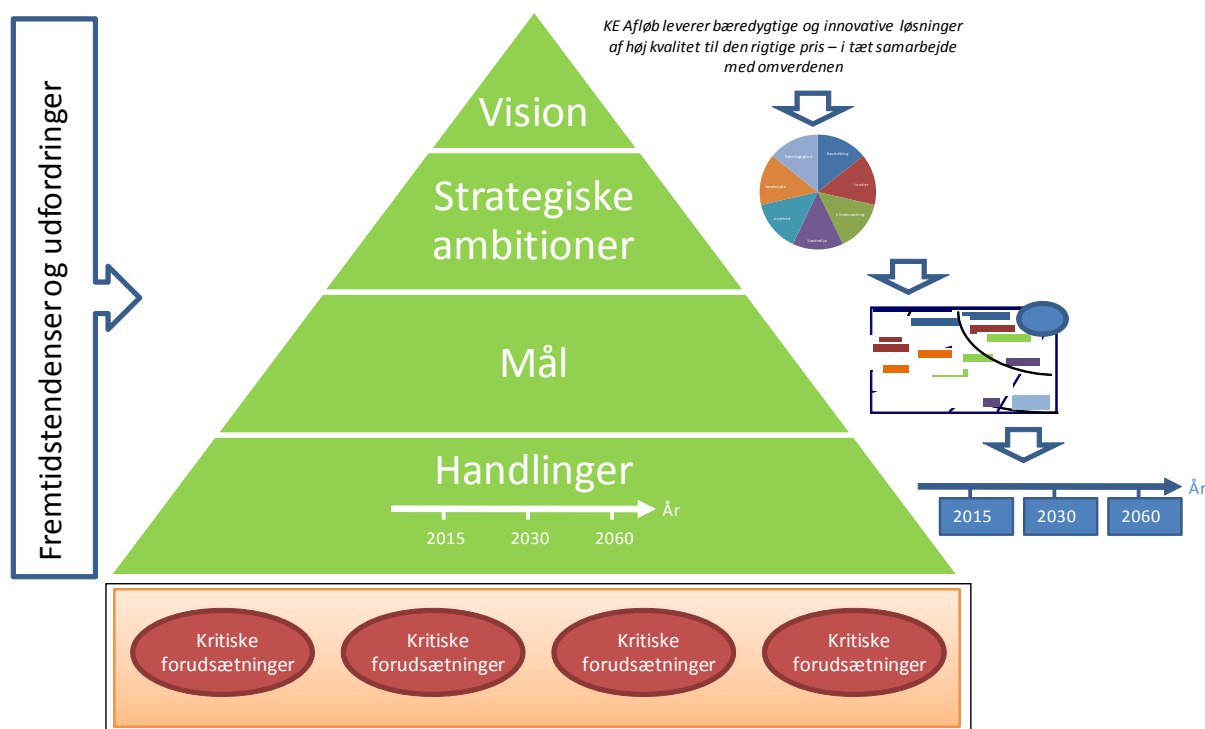 Fremtidstendenser og udfordringer
KE Afløb leverer bæredygtige og innovative løsninger
af høj kvalitet til den rigtige pris – i tæt samarbejde
med omverdenen
Vision
Strategiske
ambitioner
Mål
Handlinger
År
2015 2030 2060
År
2015 2030 2060
Kritiske
forudsætninger
Kritiske
forudsætninger
Kritiske
forudsætninger
Kritiske
forudsætninger